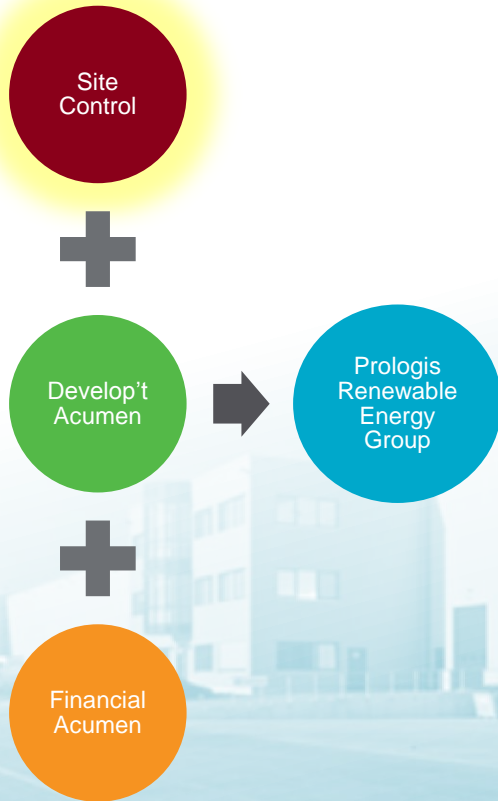 Site
Control
Develop't
Acumen
Prologis
Renewable
Energy
Group
Financial
Acumen